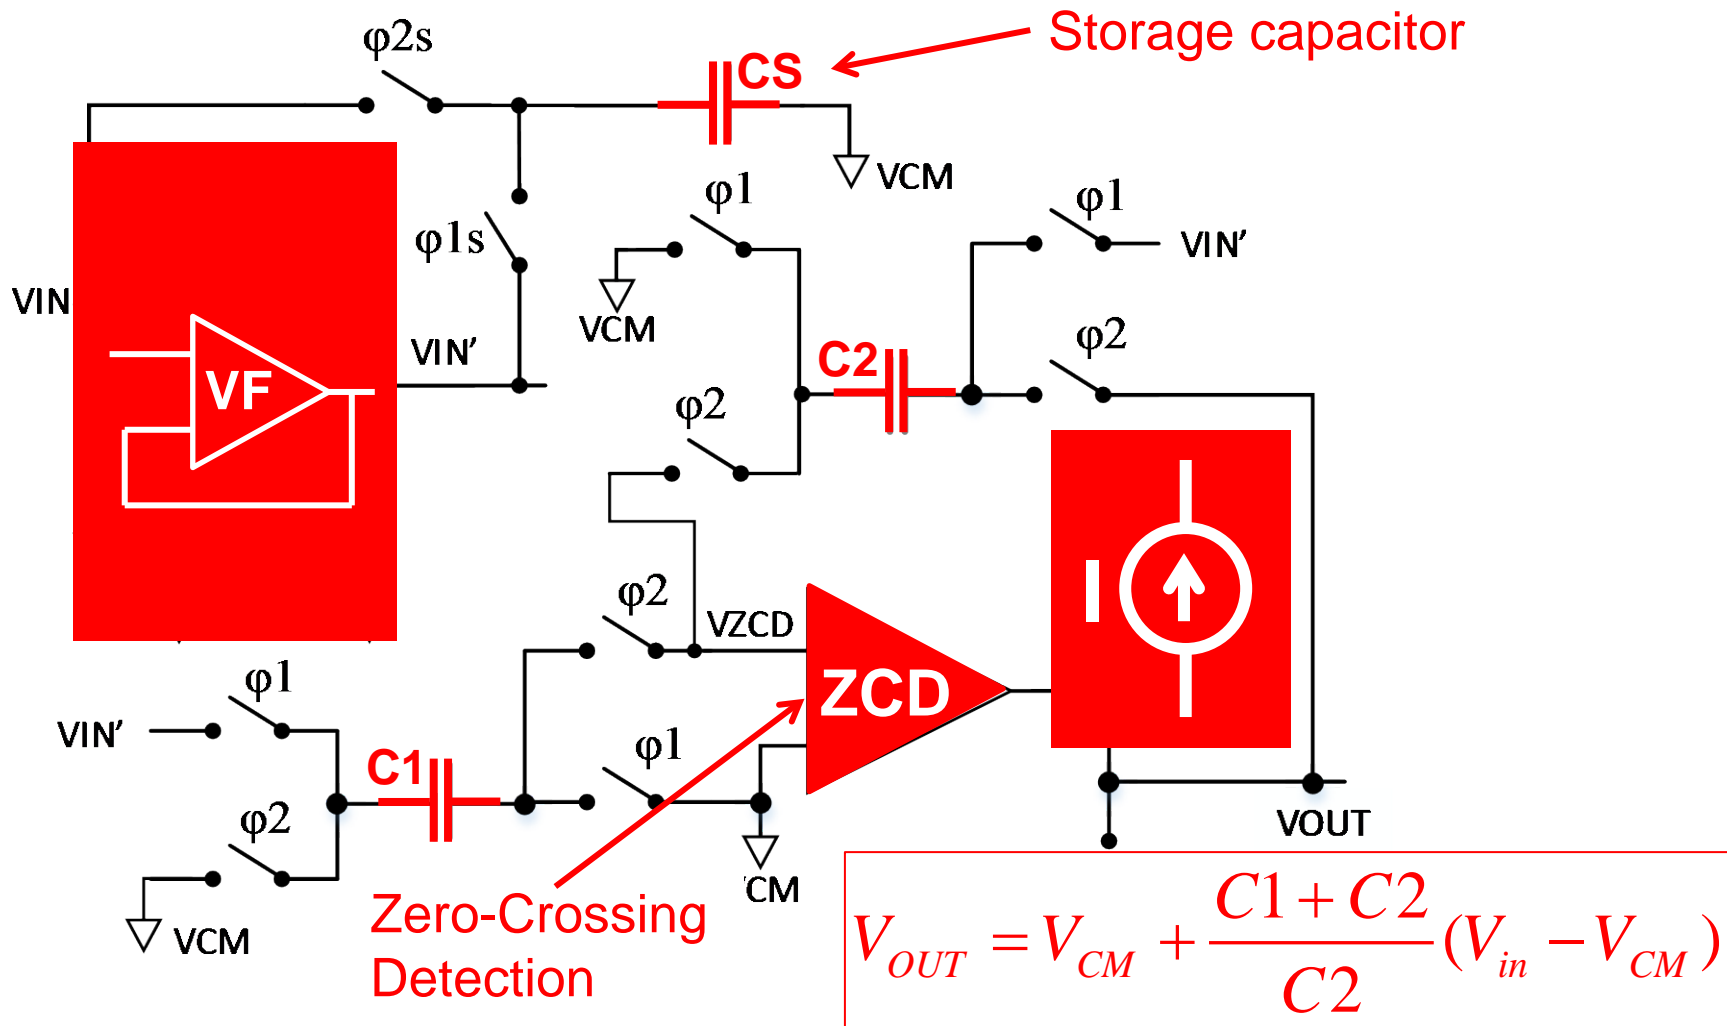 Storage capacitor
φ2s
CS
VCM
φ1
φ1
φ1s
VIN'
VIN
VCM
VIN'
φ2
C2
VF
φ2
I
φ2
VZCD
ZCD
φ1
VIN'
φ1
C1
φ2
VOUT
CM
VCM
Zero-Crossing
Detection
V_OUT = V_CM + (C1 + C2)/C2 (V_in − V_CM)